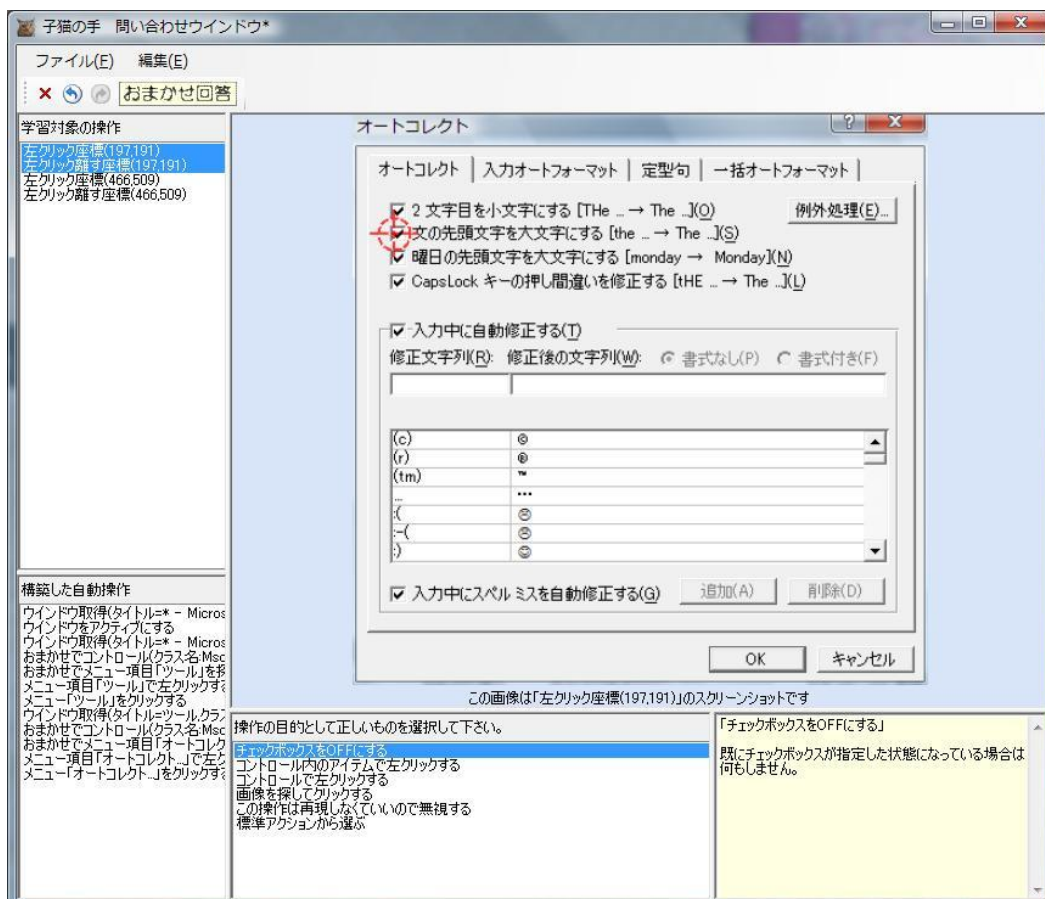 子猫の手　問い合わせウインドウ*
ファイル(F)　編集(E)
おまかせ回答
学習対象の操作
左クリック座標(197,191)
左クリック離す座標(197,191)
左クリック座標(466,509)
左クリック離す座標(466,509)
オートコレクト
オートコレクト
入力オートフォーマット
定型句
一括オートフォーマット
2 文字目を小文字にする [THe ... → The ..](O)
例外処理(E)...
文の先頭文字を大文字にする [the ... → The ..](S)
曜日の先頭文字を大文字にする [monday → Monday](N)
CapsLock キーの押し間違いを修正する [tHE ... → The ..](L)
入力中に自動修正する(T)
修正文字列(R):　修正後の文字列(W):　書式なし(P)　書式付き(F)
(c)　©
(r)　®
(tm)　™
...　…
:(　☹
:-(　☹
:)　☺
入力中にスペル ミスを自動修正する(G)
追加(A)
削除(D)
OK
キャンセル
この画像は「左クリック座標(197,191)」のスクリーンショットです
構築した自動操作
ウインドウ取得(タイトル=* - Micros
ウインドウをアクティブにする
ウインドウ取得(タイトル=* - Micros
おまかせでコントロール(クラス名:Msc
おまかせでメニュー項目「ツール」を探
メニュー項目「ツール」で左クリックする
メニュー「ツール」をクリックする
ウインドウ取得(タイトル=ツール,クラス
おまかせでコントロール(クラス名:Msc
おまかせでメニュー項目「オートコレク
メニュー項目「オートコレクト...」で左ク
メニュー「オートコレクト...」をクリックする
操作の目的として正しいものを選択して下さい。
チェックボックスをOFFにする
コントロール内のアイテムで左クリックする
コントロールで左クリックする
画像を探してクリックする
この操作は再現しなくていいので無視する
標準アクションから選ぶ
「チェックボックスをOFFにする」
既にチェックボックスが指定した状態になっている場合は
何もしません。